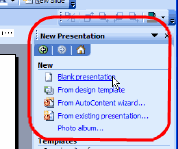 New Slide
New Presentation
New
Blank presentation
From design template
From AutoContent wizard...
From existing presentation...
Photo album...
Templates